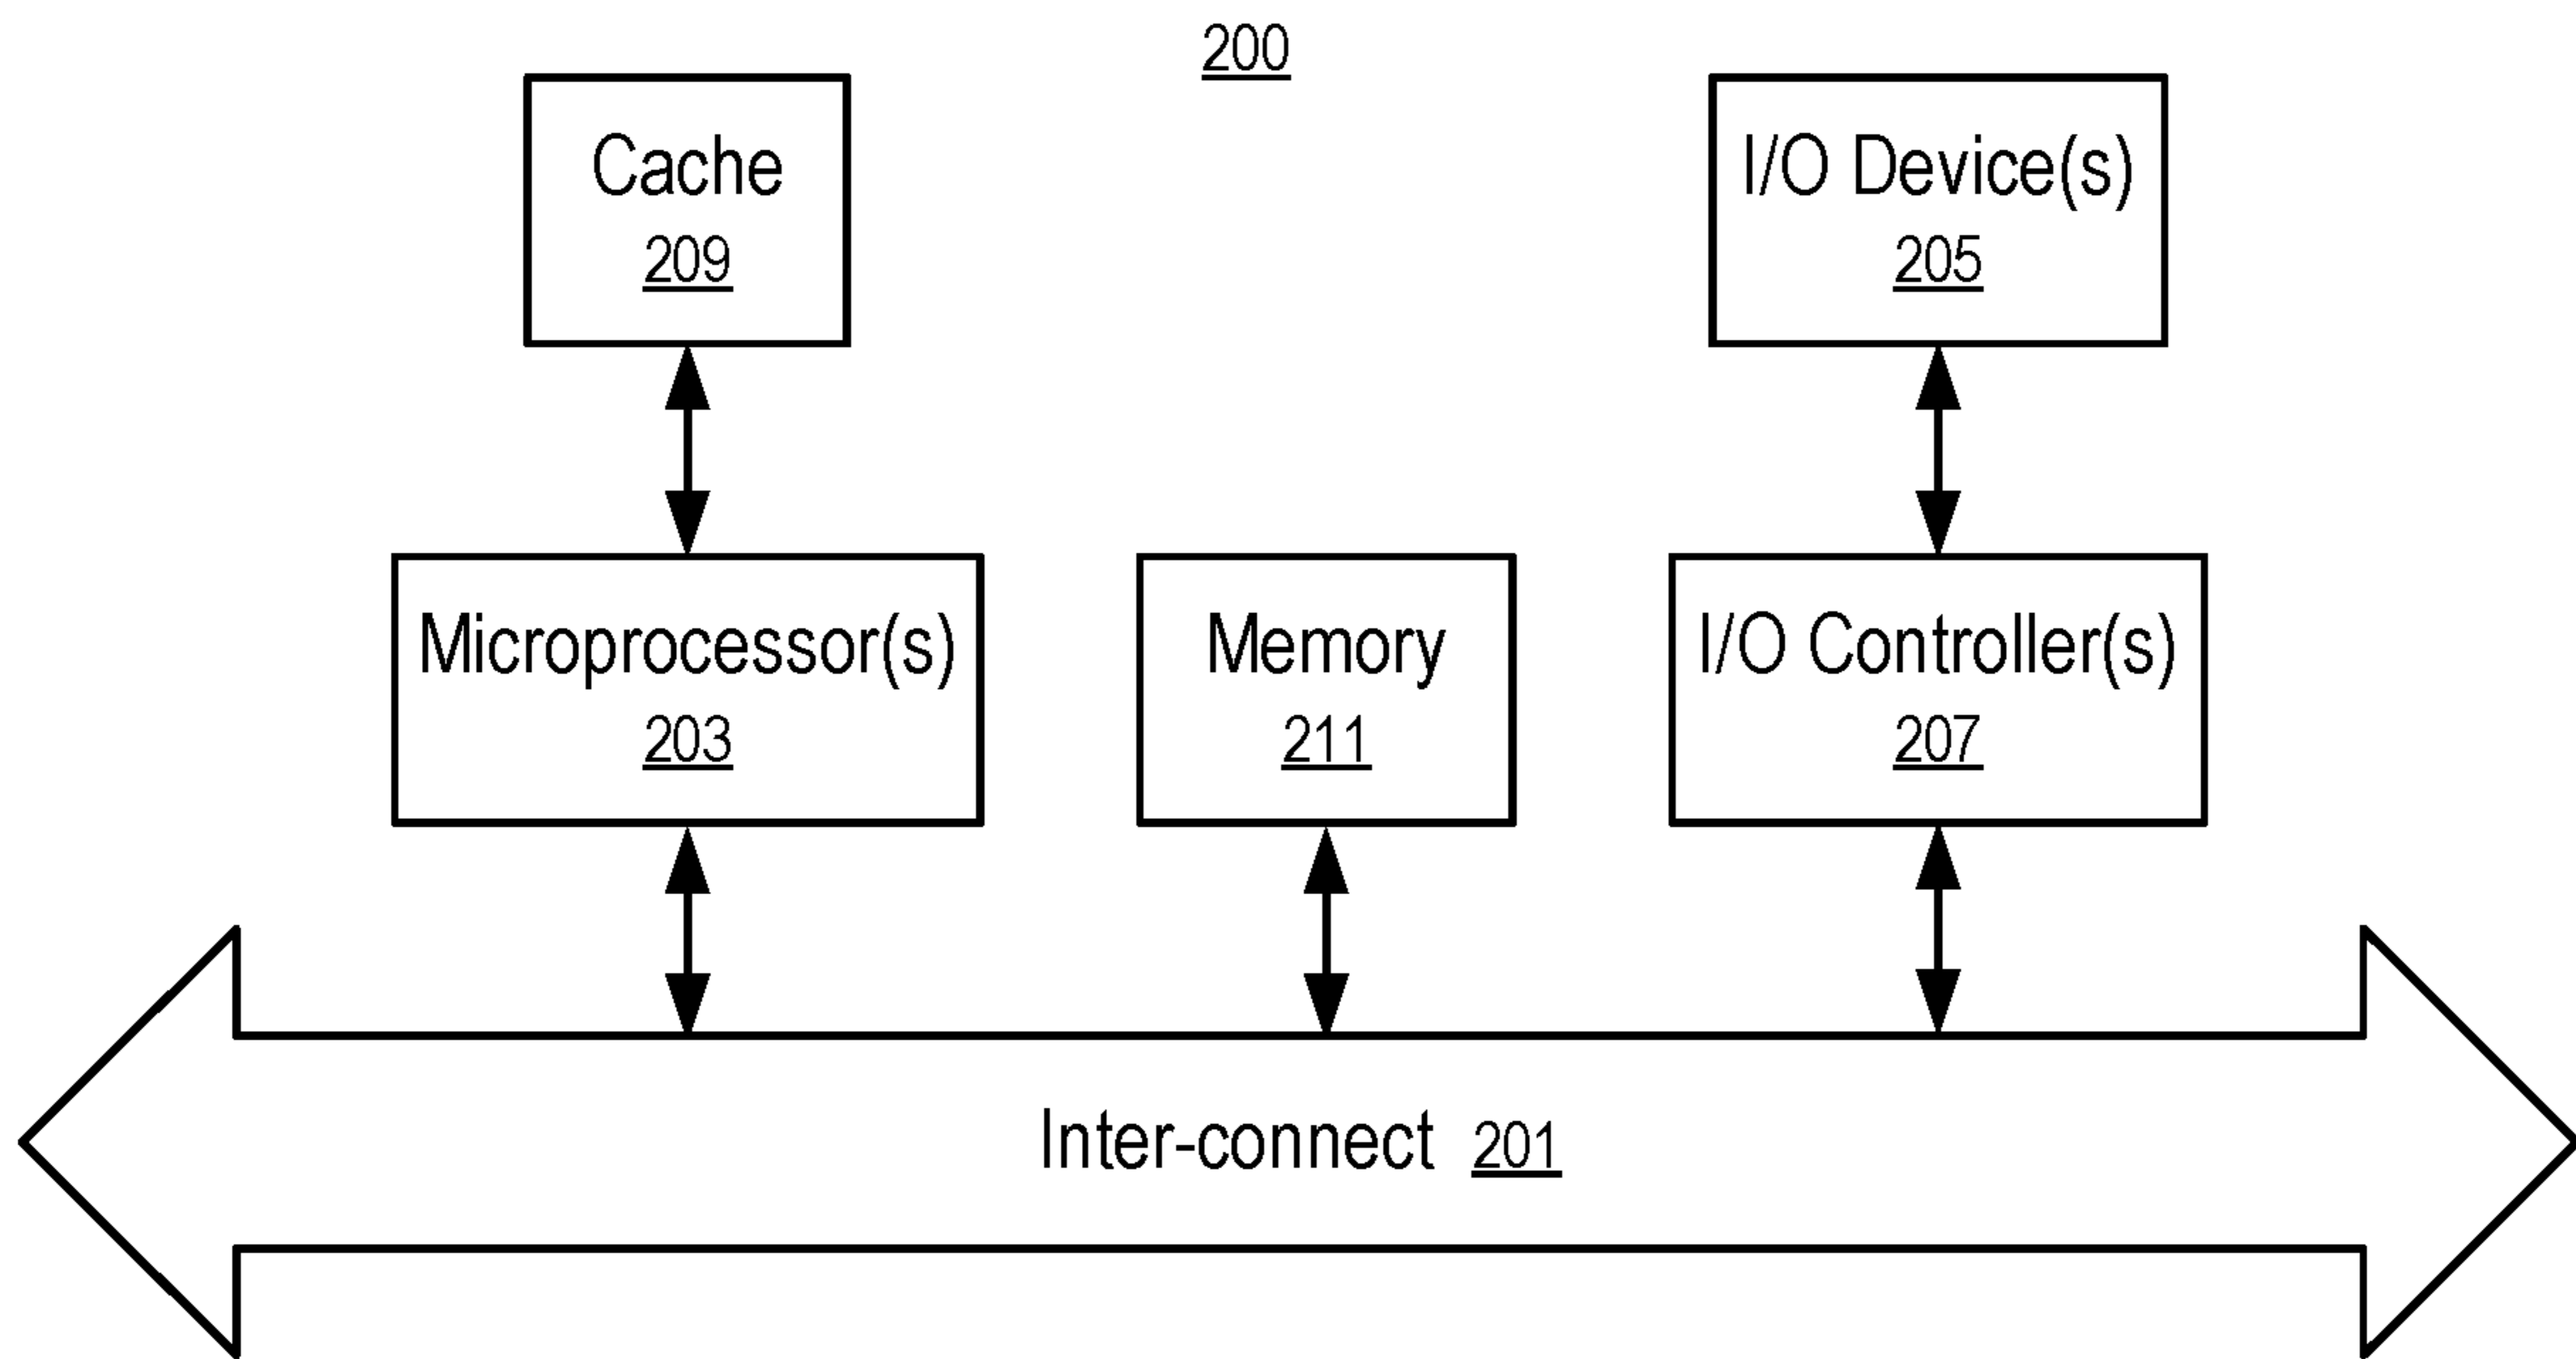 200
Cache
209
I/O Device(s)
205
Microprocessor(s)
203
Memory
211
I/O Controller(s)
207
Inter-connect 201